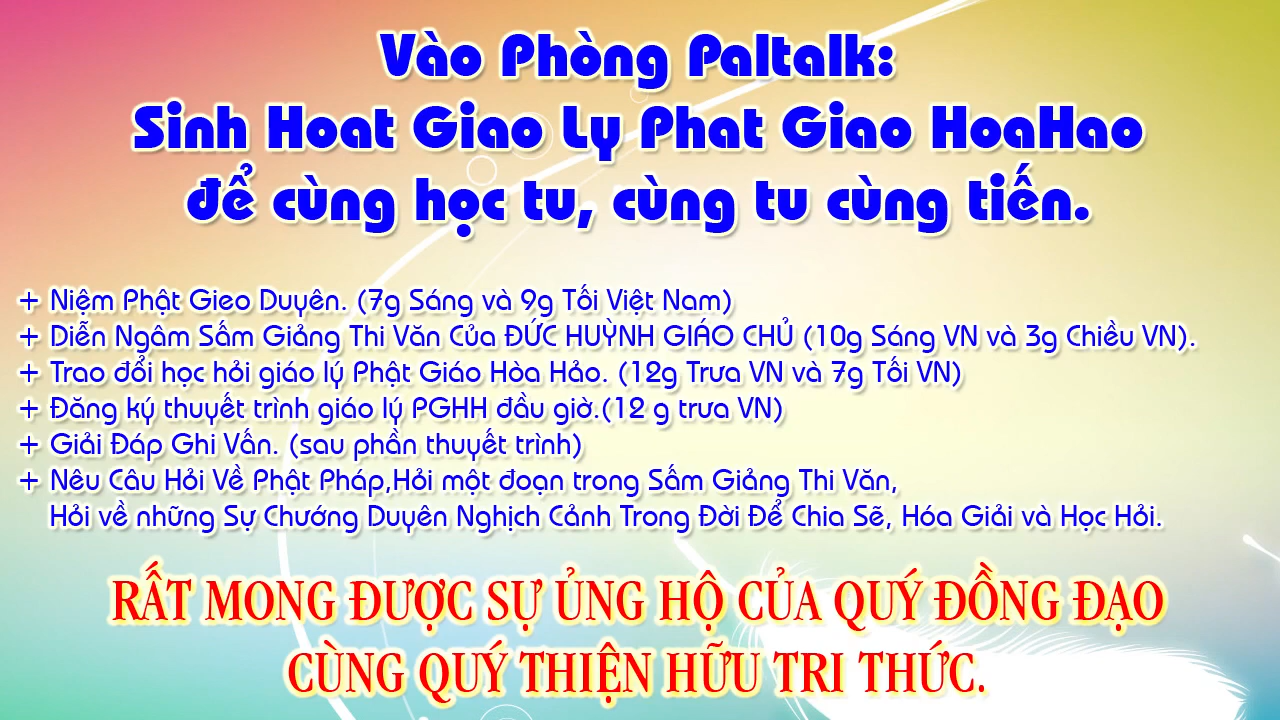 Vào Phòng Paltalk:
Sinh Hoat Giao Ly Phat Giao HoaHao
để cùng học tu, cùng tu cùng tiến.
+ Niệm Phật Gieo Duyên. (7g Sáng và 9g Tối Việt Nam)
+ Diễn Ngâm Sấm Giảng Thi Văn Của ĐỨC HUỲNH GIÁO CHỦ (10g Sáng VN và 3g Chiều VN).
+ Trao đổi học hỏi giáo lý Phật Giáo Hòa Hảo. (12g Trưa VN và 7g Tối VN)
+ Đăng ký thuyết trình giáo lý PGHH đầu giờ.(12 g trưa VN)
+ Giải Đáp Ghi Vấn. (sau phần thuyết trình)
+ Nêu Câu Hỏi Về Phật Pháp,Hỏi một đoạn trong Sấm Giảng Thi Văn,
Hỏi về những Sự Chướng Duyên Nghịch Cảnh Trong Đời Để Chia Sẽ, Hóa Giải và Học Hỏi.
RẤT MONG ĐƯỢC SỰ ỦNG HỘ CỦA QUÝ ĐỒNG ĐẠO
CÙNG QUÝ THIỆN HỮU TRI THỨC.